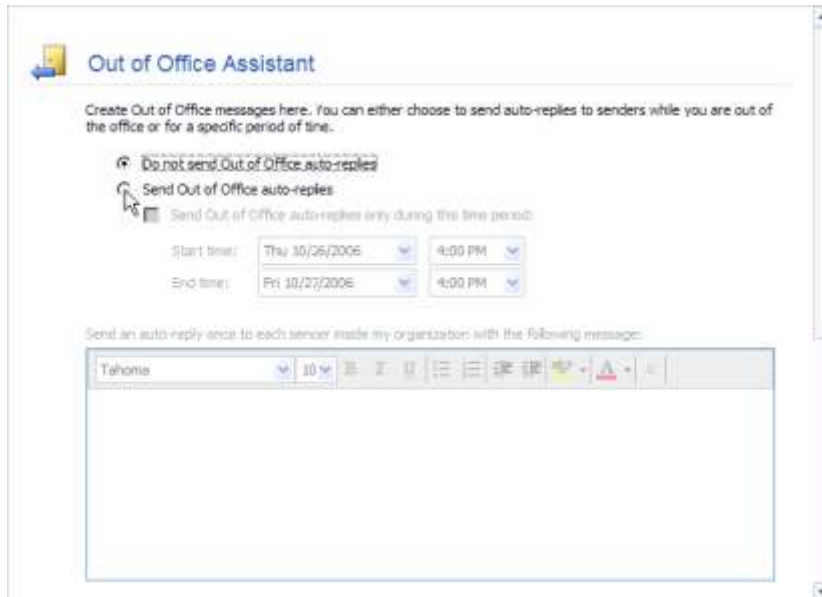 Out of Office Assistant
Create Out of Office messages here. You can either choose to send auto-replies to senders while you are out of
the office or for a specific period of time.
Do not send Out of Office auto-replies
Send Out of Office auto-replies
Send Out of Office auto-replies only during this time period:
Start time: Thu 10/26/2006 4:00 PM
End time: Fri 10/27/2006 4:00 PM
Send an auto-reply once to each sender inside my organization with the following message:
Tahoma 10 B I U A